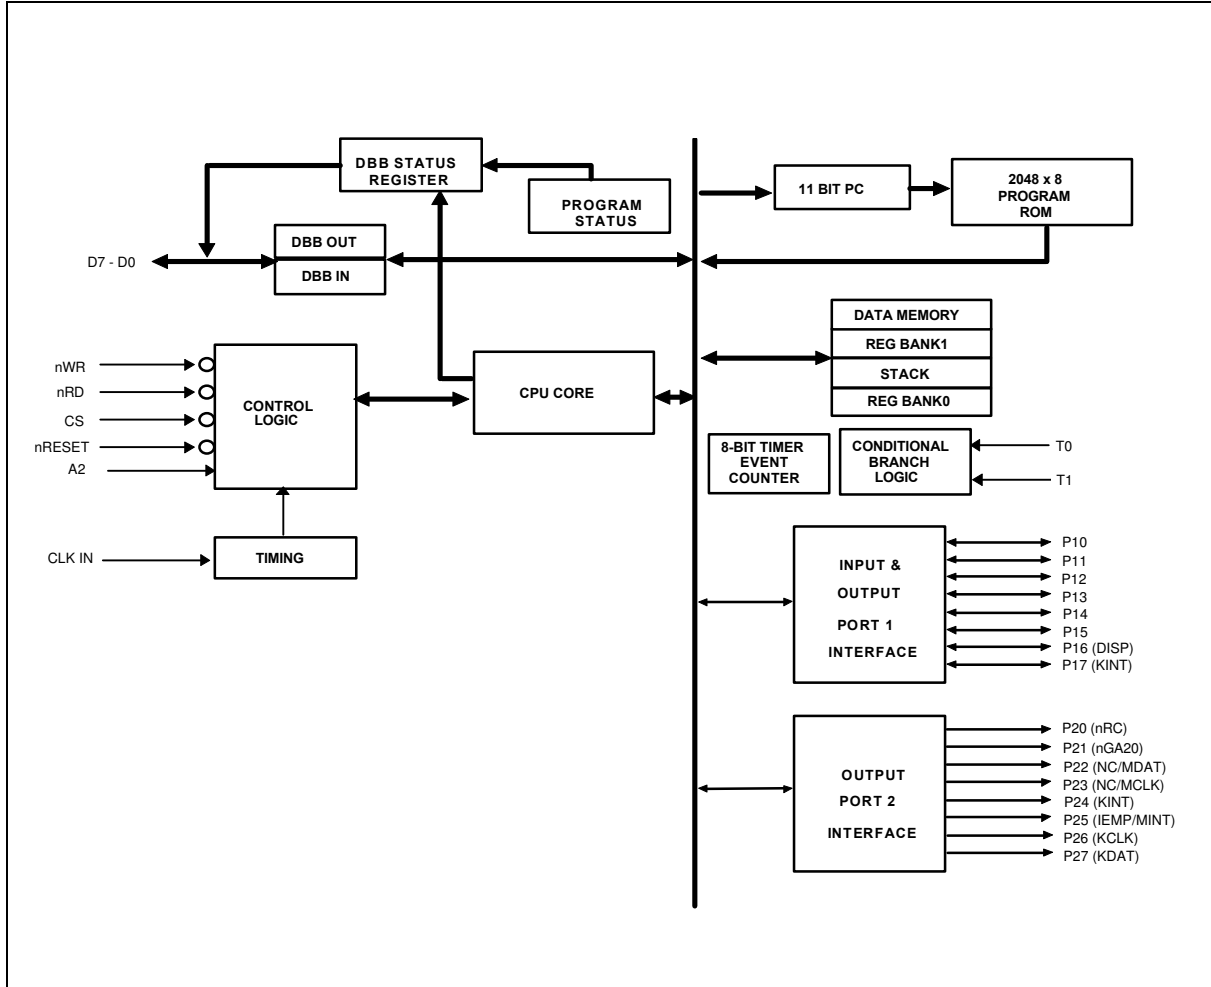 DBB STATUS
REGISTER
PROGRAM
STATUS
11 BIT PC
2048 x 8
PROGRAM
ROM
D7 - D0
DBB OUT
DBB IN
DATA MEMORY
REG BANK1
STACK
REG BANK0
nWR
nRD
CS
nRESET
A2
CONTROL
LOGIC
CPU CORE
8-BIT TIMER
EVENT
COUNTER
CONDITIONAL
BRANCH
LOGIC
T0
T1
CLK IN
TIMING
INPUT &
OUTPUT
PORT 1
INTERFACE
P10
P11
P12
P13
P14
P15
P16 (DISP)
P17 (KINT)
OUTPUT
PORT 2
INTERFACE
P20 (nRC)
P21 (nGA20)
P22 (NC/MDAT)
P23 (NC/MCLK)
P24 (KINT)
P25 (IEMP/MINT)
P26 (KCLK)
P27 (KDAT)